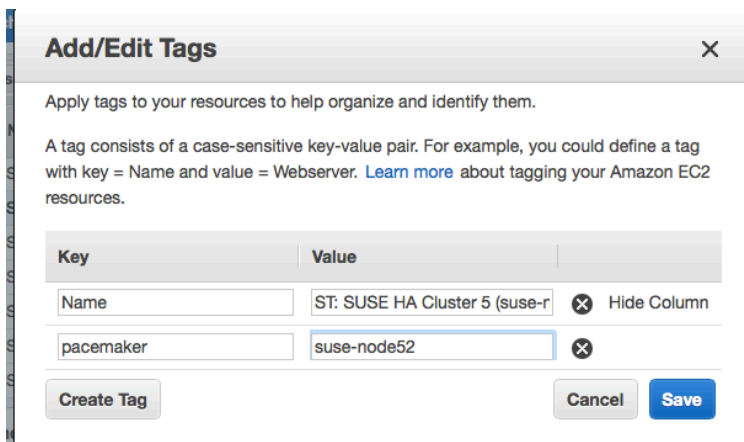 Add/Edit Tags
Apply tags to your resources to help organize and identify them.
A tag consists of a case-sensitive key-value pair. For example, you could define a tag
with key = Name and value = Webserver. Learn more about tagging your Amazon EC2
resources.
Key Value
Name ST: SUSE HA Cluster 5 (suse-n Hide Column
pacemaker suse-node52
Create Tag Cancel Save